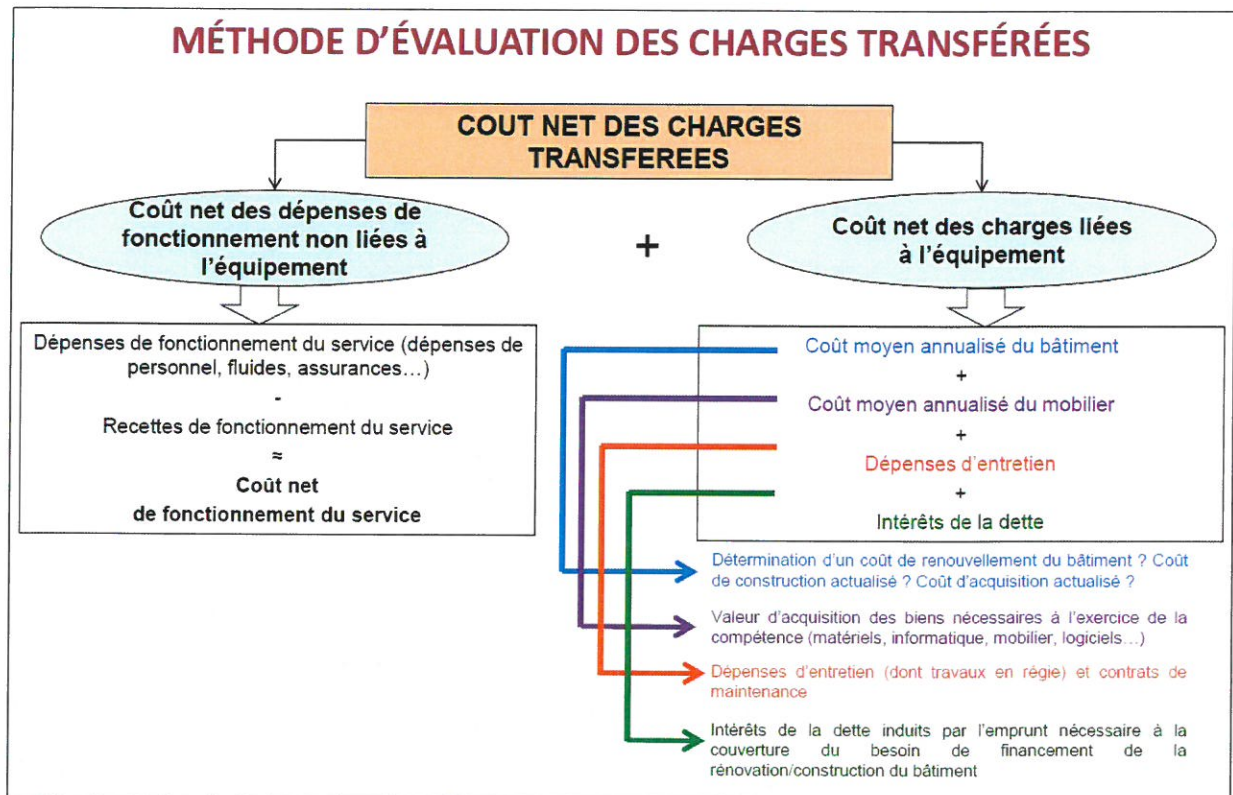 MÉTHODE D'ÉVALUATION DES CHARGES TRANSFÉRÉES
COUT NET DES CHARGES
TRANSFEREES
Coût net des dépenses de
fonctionnement non liées à
l'équipement
+
Coût net des charges liées
à l'équipement
Dépenses de fonctionnement du service (dépenses de
personnel, fluides, assurances…)
-
Recettes de fonctionnement du service
≈
Coût net
de fonctionnement du service
Coût moyen annualisé du bâtiment
+
Coût moyen annualisé du mobilier
+
Dépenses d'entretien
+
Intérêts de la dette
Détermination d'un coût de renouvellement du bâtiment ? Coût
de construction actualisé ? Coût d'acquisition actualisé ?
Valeur d'acquisition des biens nécessaires à l'exercice de la
compétence (matériels, informatique, mobilier, logiciels…)
Dépenses d'entretien (dont travaux en régie) et contrats de
maintenance
Intérêts de la dette induits par l'emprunt nécessaire à la
couverture du besoin de financement de la
rénovation/construction du bâtiment